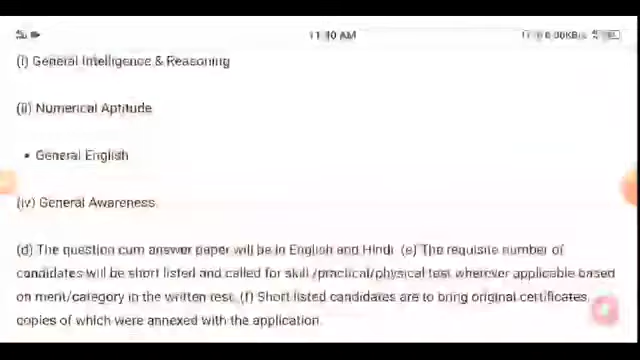 11:40 AM
(i) General Intelligence & Reasoning
(ii) Numerical Aptitude
• General English
(iv) General Awareness
(d) The question cum answer paper will be in English and Hindi. (e) The requisite number of
candidates will be short listed and called for skill /practical/physical test wherever applicable based
on merit/category in the written test. (f) Short listed candidates are to bring original certificates,
copies of which were annexed with the application.